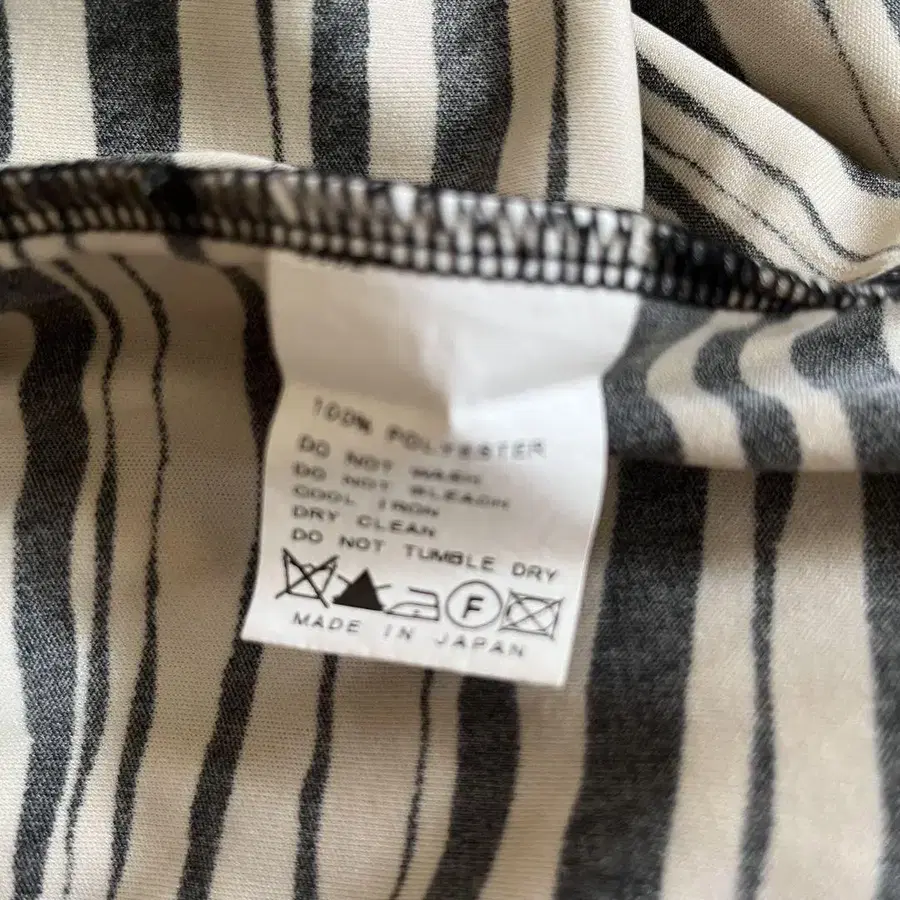 100% POLYESTER
DO NOT WASH
DO NOT BLEACH
COOL IRON
DRY CLEAN
DO NOT TUMBLE DRY
F
MADE IN JAPAN